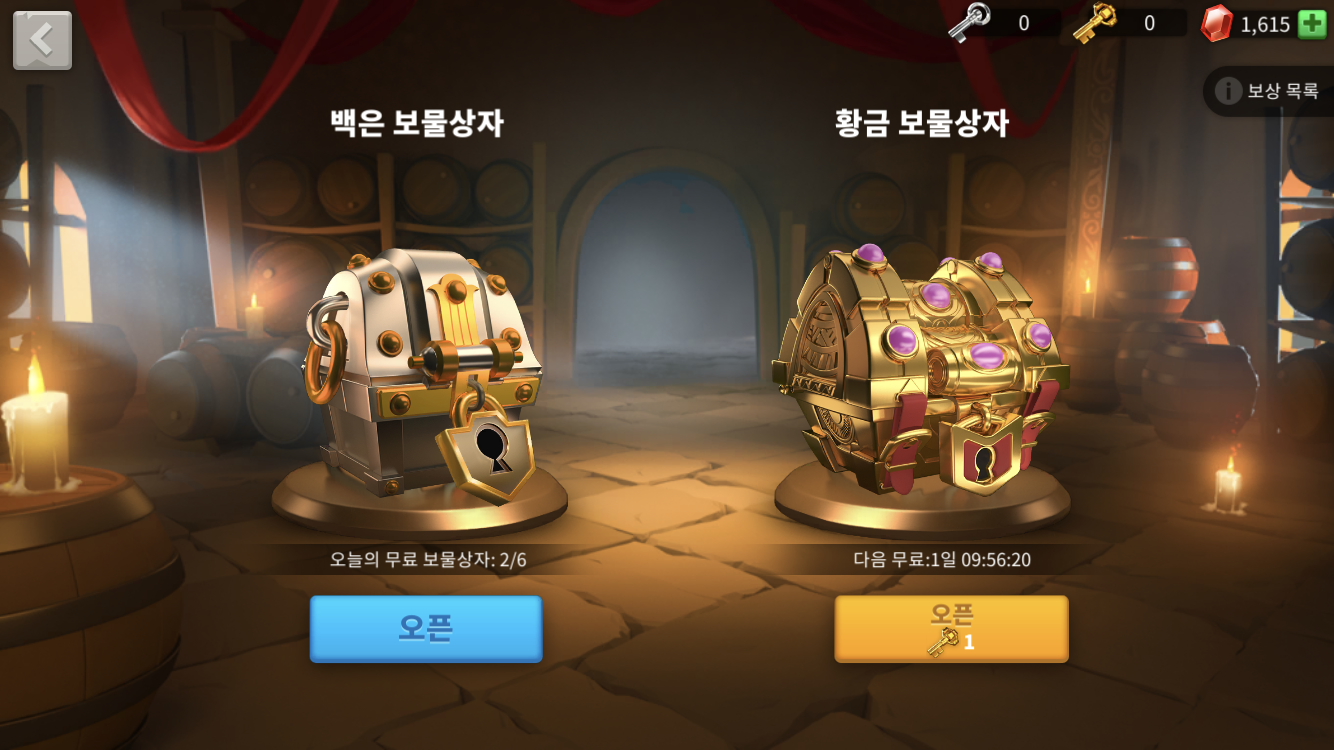 0
0
1,615
보상 목록
백은 보물상자
황금 보물상자
오늘의 무료 보물상자: 2/6
다음 무료:1일 09:56:20
오픈
오픈
1